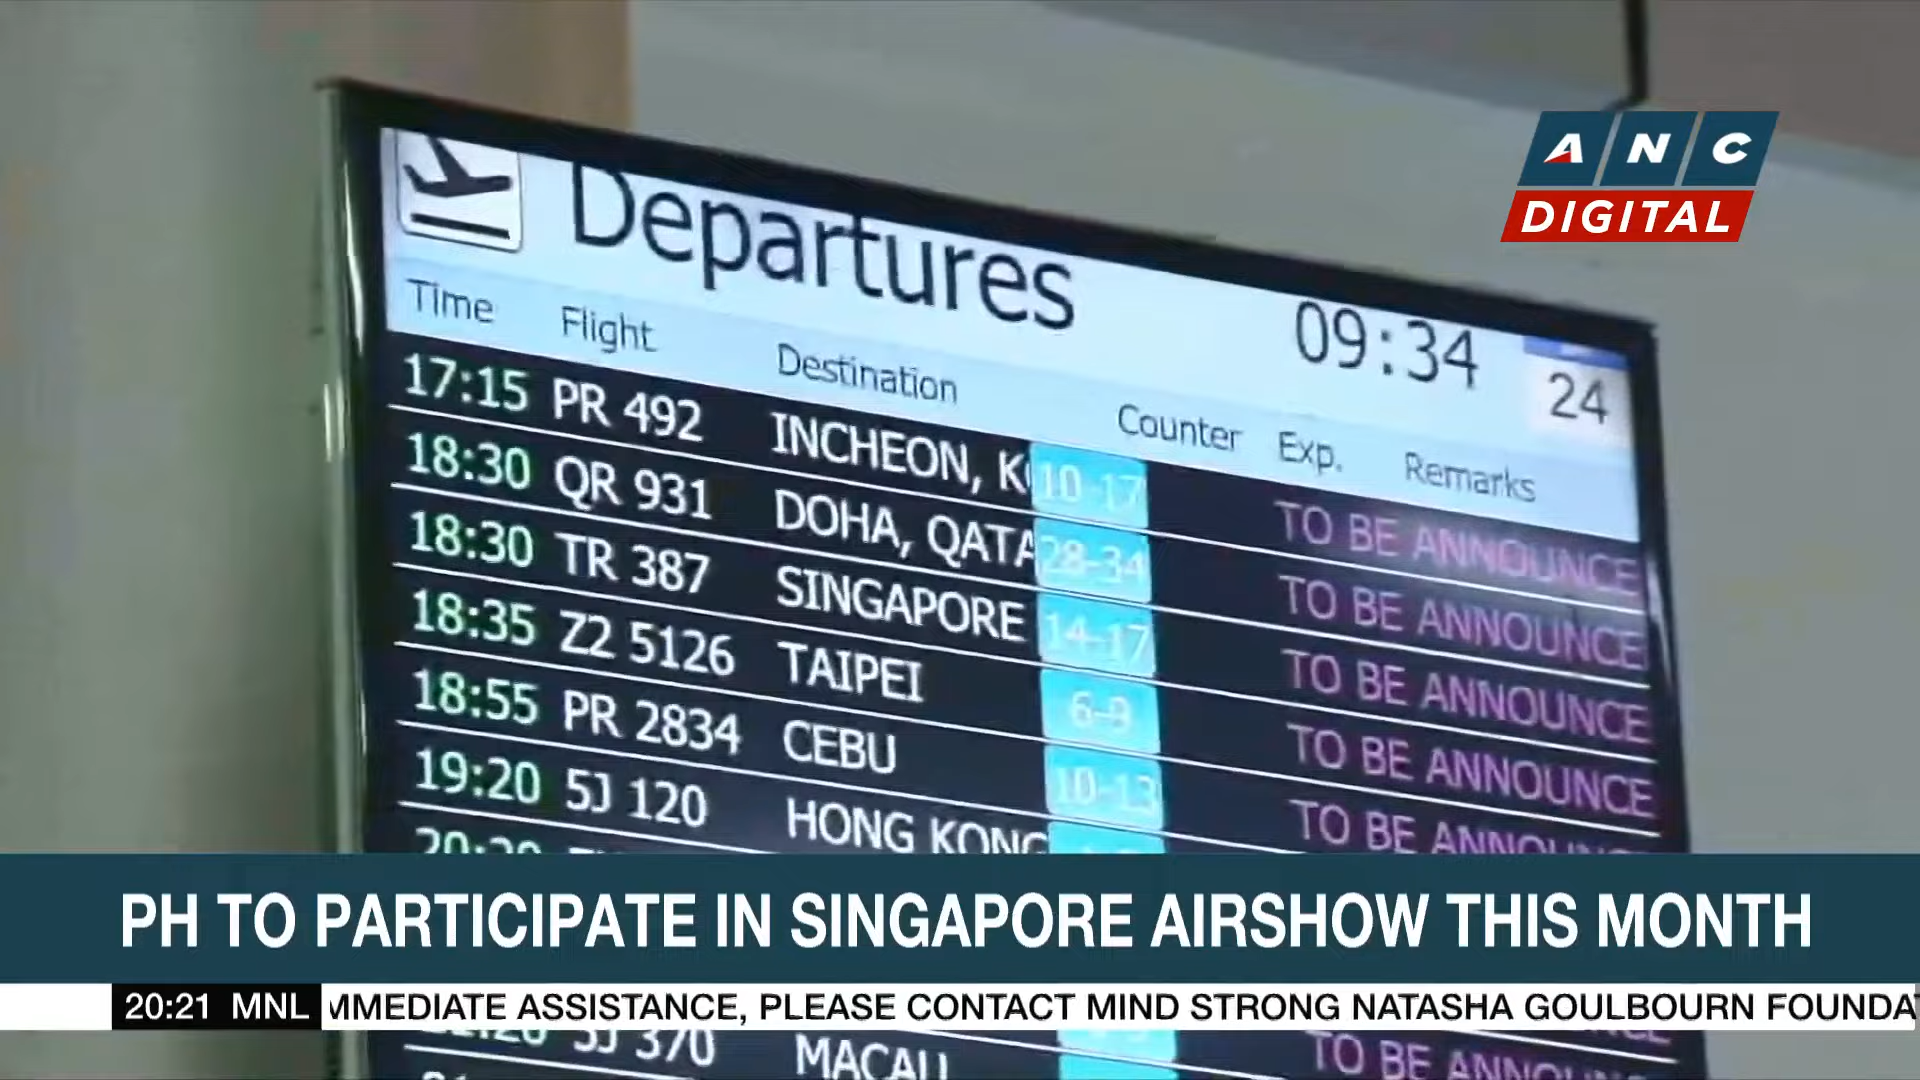 ANC
DIGITAL
Departures 09:34 24
Time Flight Destination Counter Exp. Remarks
17:15 PR 492 INCHEON, K 10-17 TO BE ANNOUNCE
18:30 QR 931 DOHA, QATA 28-34 TO BE ANNOUNCE
18:30 TR 387 SINGAPORE 14-17 TO BE ANNOUNCE
18:35 Z2 5126 TAIPEI 6-9 TO BE ANNOUNCE
18:55 PR 2834 CEBU 10-13 TO BE ANNOUNCE
19:20 5J 120 HONG KONG
PH TO PARTICIPATE IN SINGAPORE AIRSHOW THIS MONTH
20:21 MNL MMEDIATE ASSISTANCE, PLEASE CONTACT MIND STRONG NATASHA GOULBOURN FOUNDA
5J 370 MACAU TO BE ANNOUNC